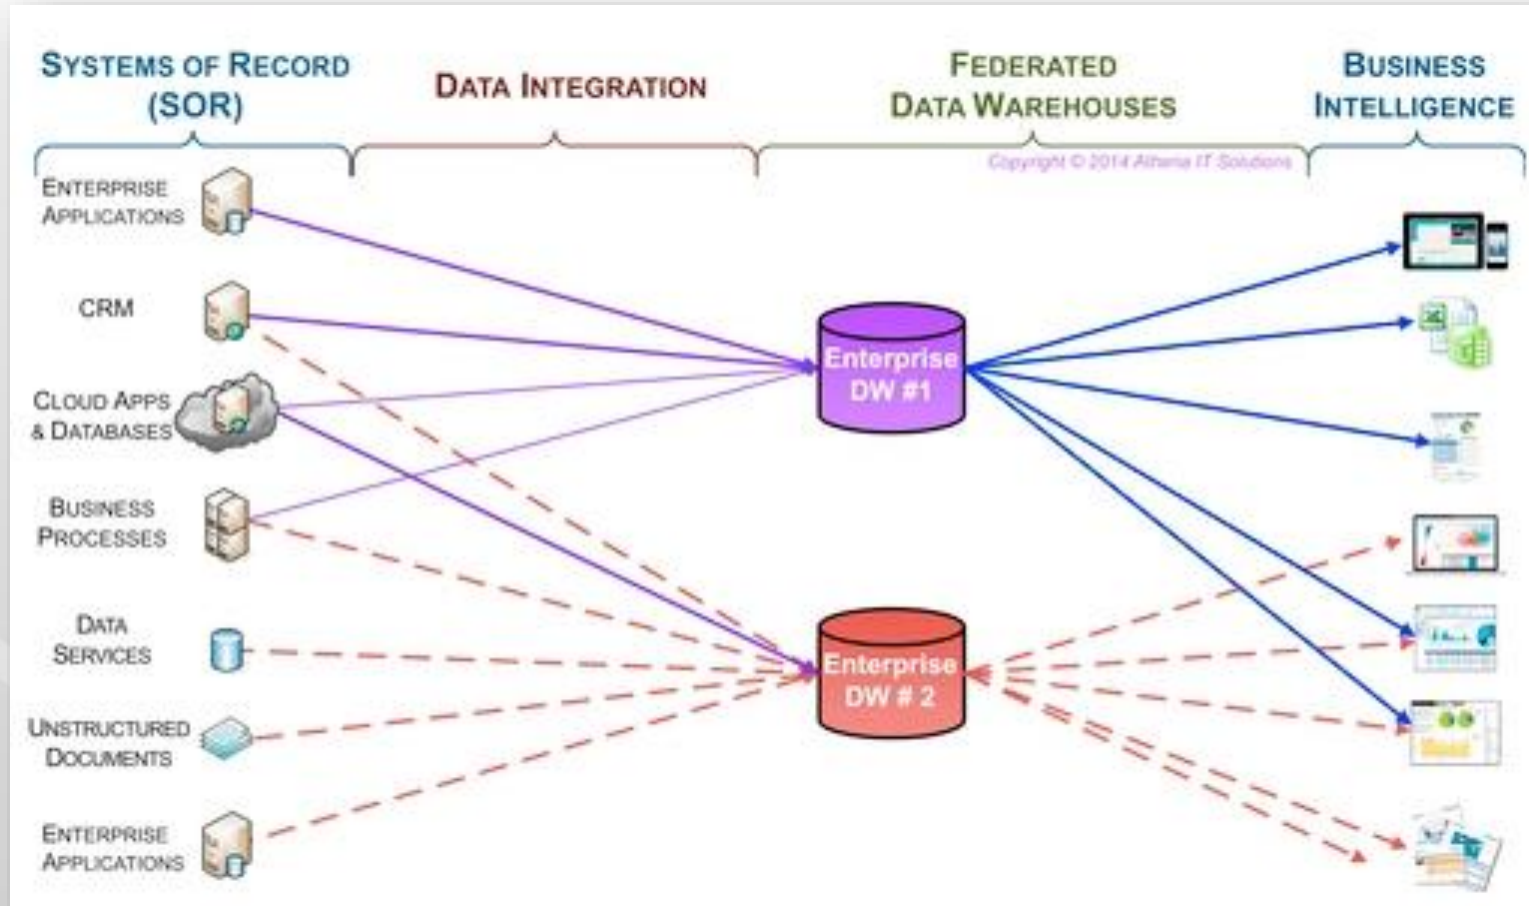 SYSTEMS OF RECORD
(SOR)
DATA INTEGRATION
FEDERATED
DATA WAREHOUSES
BUSINESS
INTELLIGENCE
Copyright © 2014 Athena IT Solutions
ENTERPRISE
APPLICATIONS
CRM
CLOUD APPS
& DATABASES
BUSINESS
PROCESSES
DATA
SERVICES
UNSTRUCTURED
DOCUMENTS
ENTERPRISE
APPLICATIONS
Enterprise
DW #1
Enterprise
DW # 2